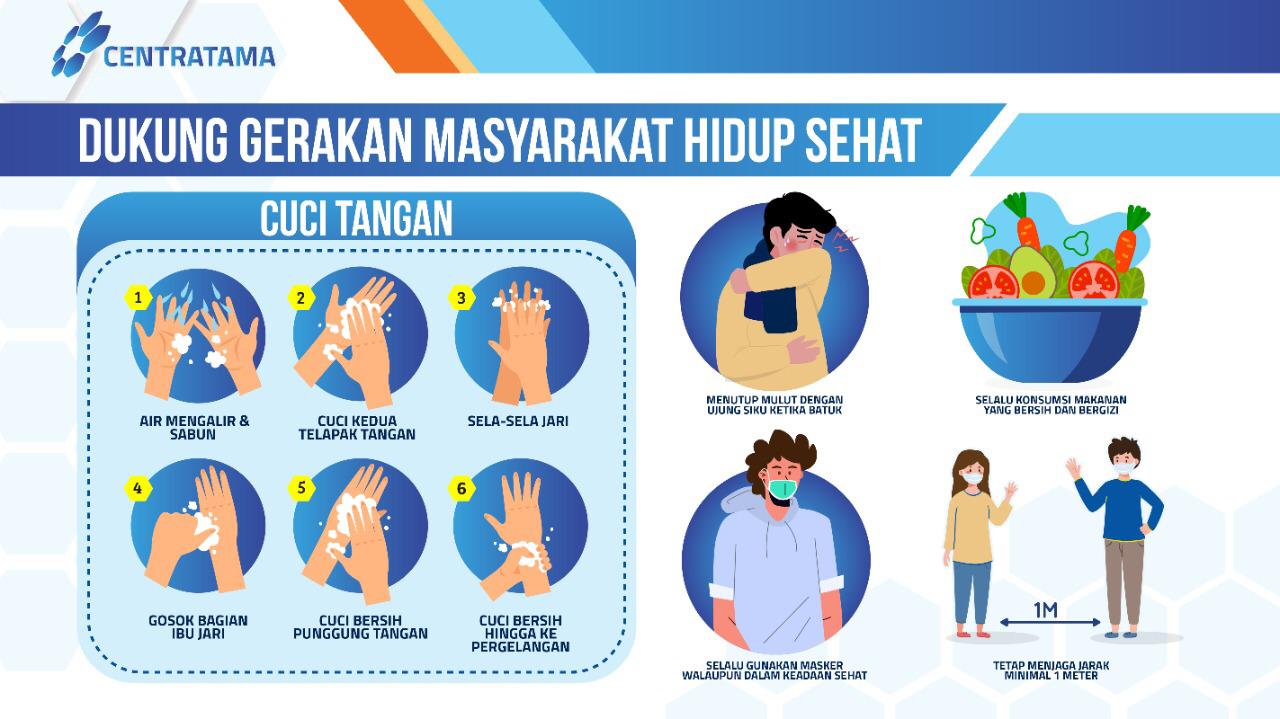 CENTRATAMA
DUKUNG GERAKAN MASYARAKAT HIDUP SEHAT
CUCI TANGAN
1
AIR MENGALIR &
SABUN
2
CUCI KEDUA
TELAPAK TANGAN
3
SELA-SELA JARI
4
GOSOK BAGIAN
IBU JARI
5
CUCI BERSIH
PUNGGUNG TANGAN
6
CUCI BERSIH
HINGGA KE
PERGELANGAN
MENUTUP MULUT DENGAN
UJUNG SIKU KETIKA BATUK
SELALU KONSUMSI MAKANAN
YANG BERSIH DAN BERGIZI
SELALU GUNAKAN MASKER
WALAUPUN DALAM KEADAAN SEHAT
1M
TETAP MENJAGA JARAK
MINIMAL 1 METER